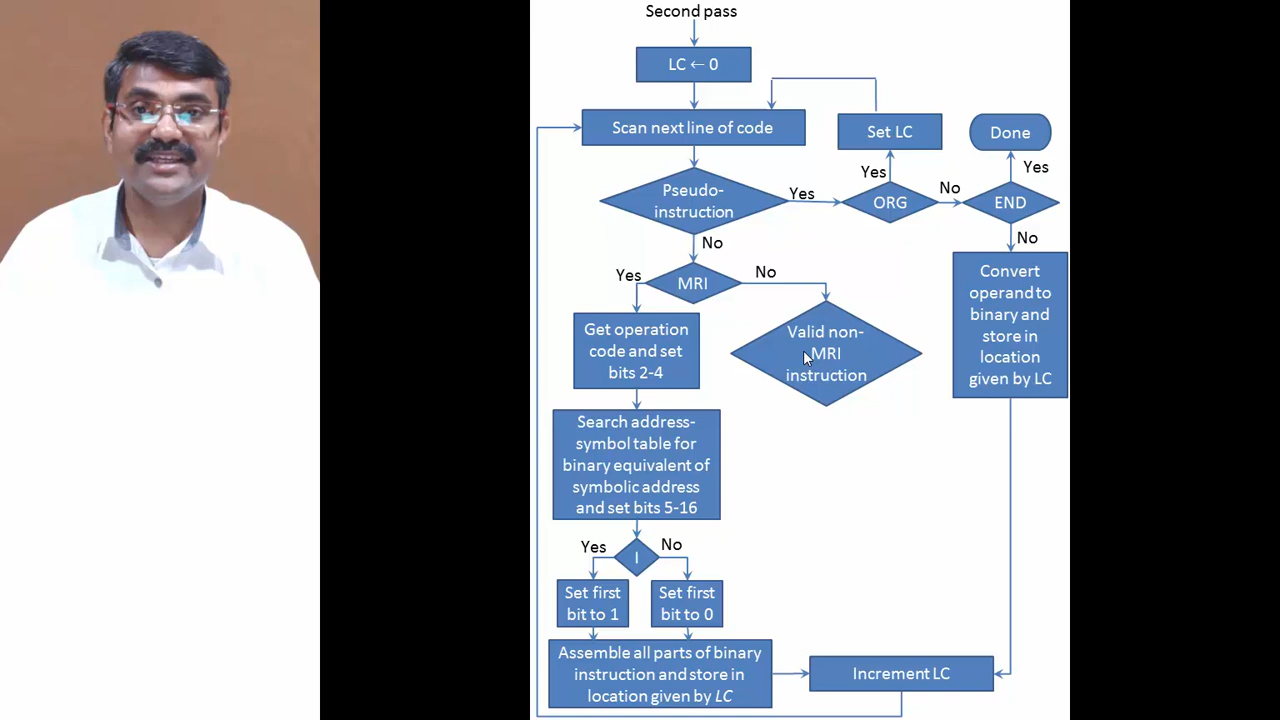 Second pass
LC ← 0
Scan next line of code
Set LC
Done
Yes
Yes
Pseudo-
instruction
Yes
ORG
No
END
No
No
Yes
MRI
No
Convert
operand to
binary and
store in
location
given by LC
Get operation
code and set
bits 2-4
Valid non-
MRI
instruction
Search address-
symbol table for
binary equivalent of
symbolic address
and set bits 5-16
Yes
I
No
Set first
bit to 1
Set first
bit to 0
Assemble all parts of binary
instruction and store in
location given by LC
Increment LC